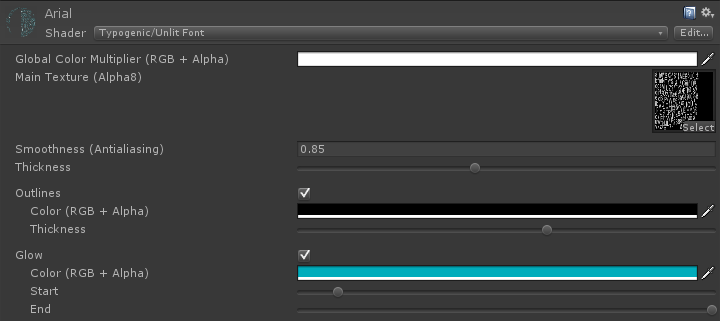 Arial
Shader Typogenic/Unlit Font Edit...
Global Color Multiplier (RGB + Alpha)
Main Texture (Alpha8)
Select
Smoothness (Antialiasing) 0.85
Thickness
Outlines
Color (RGB + Alpha)
Thickness
Glow
Color (RGB + Alpha)
Start
End